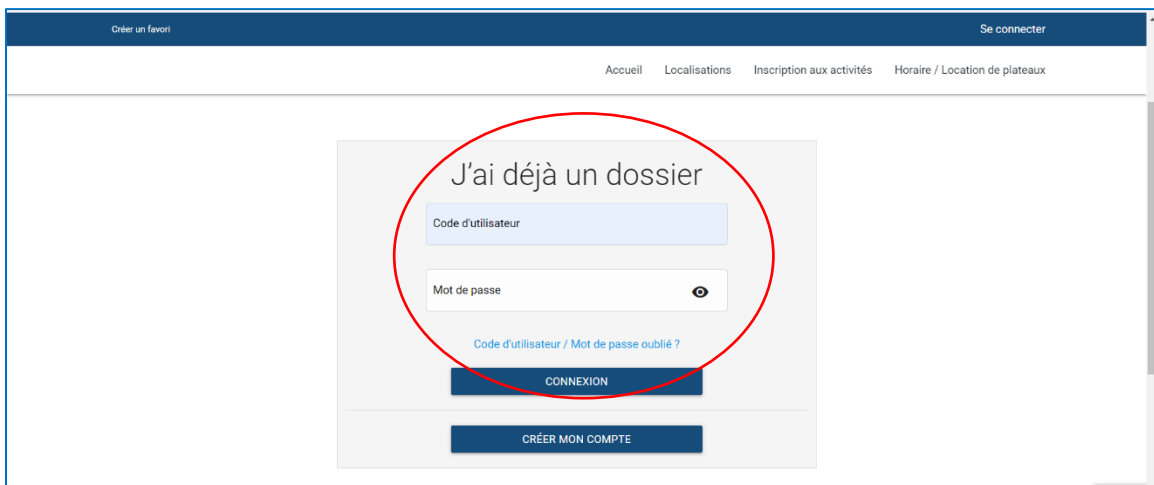 Créer un favori Se connecter
Accueil Localisations Inscription aux activités Horaire / Location de plateaux
J'ai déjà un dossier
Code d'utilisateur
Mot de passe
Code d'utilisateur / Mot de passe oublié ?
CONNEXION
CRÉER MON COMPTE